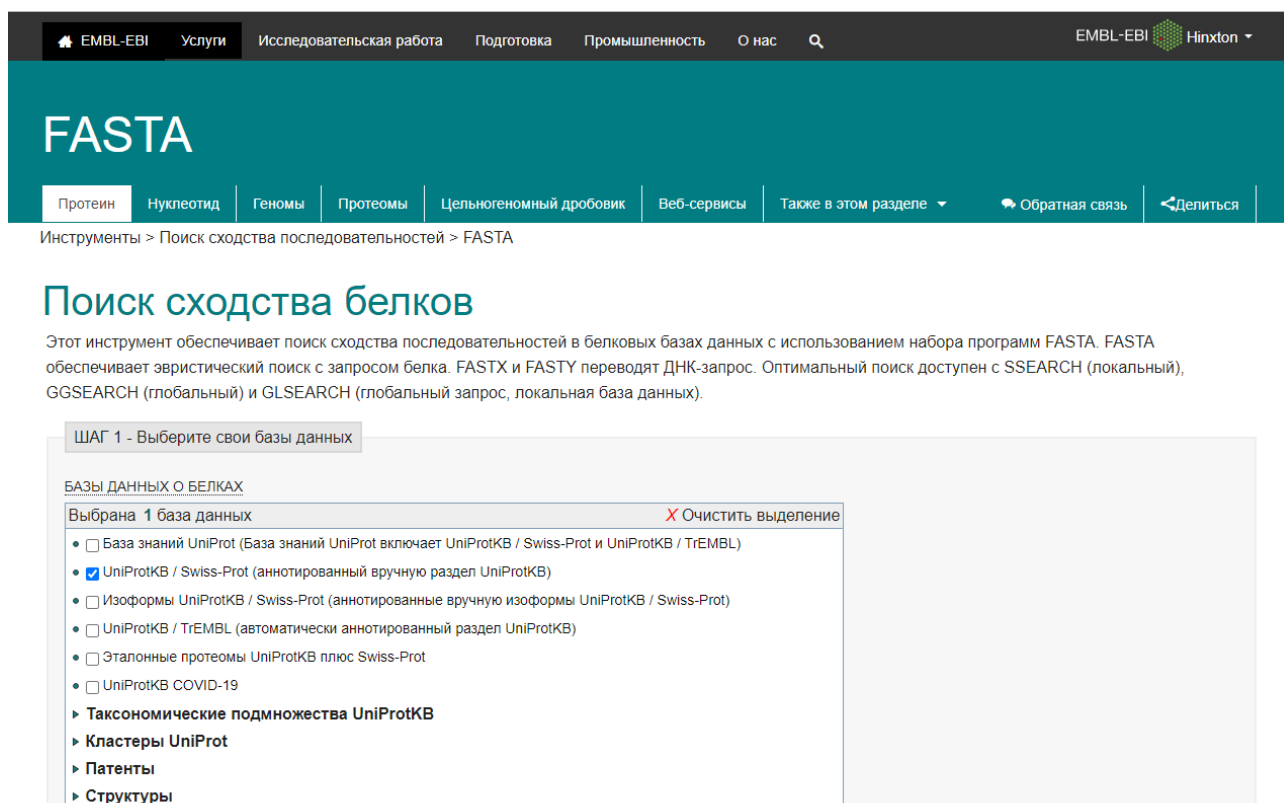 EMBL-EBI Услуги Исследовательская работа Подготовка Промышленность О нас EMBL-EBI Hinxton
FASTA
Протеин Нуклеотид Геномы Протеомы Цельногеномный дробовик Веб-сервисы Также в этом разделе Обратная связь Делиться
Инструменты > Поиск сходства последовательностей > FASTA
Поиск сходства белков
Этот инструмент обеспечивает поиск сходства последовательностей в белковых базах данных с использованием набора программ FASTA. FASTA
обеспечивает эвристический поиск с запросом белка. FASTX и FASTY переводят ДНК-запрос. Оптимальный поиск доступен с SSEARCH (локальный),
GGSEARCH (глобальный) и GLSEARCH (глобальный запрос, локальная база данных).
ШАГ 1 - Выберите свои базы данных
БАЗЫ ДАННЫХ О БЕЛКАХ
Выбрана 1 база данных X Очистить выделение
База знаний UniProt (База знаний UniProt включает UniProtKB / Swiss-Prot и UniProtKB / TrEMBL)
UniProtKB / Swiss-Prot (аннотированный вручную раздел UniProtKB)
Изоформы UniProtKB / Swiss-Prot (аннотированные вручную изоформы UniProtKB / Swiss-Prot)
UniProtKB / TrEMBL (автоматически аннотированный раздел UniProtKB)
Эталонные протеомы UniProtKB плюс Swiss-Prot
UniProtKB COVID-19
Таксономические подмножества UniProtKB
Кластеры UniProt
Патенты
Структуры